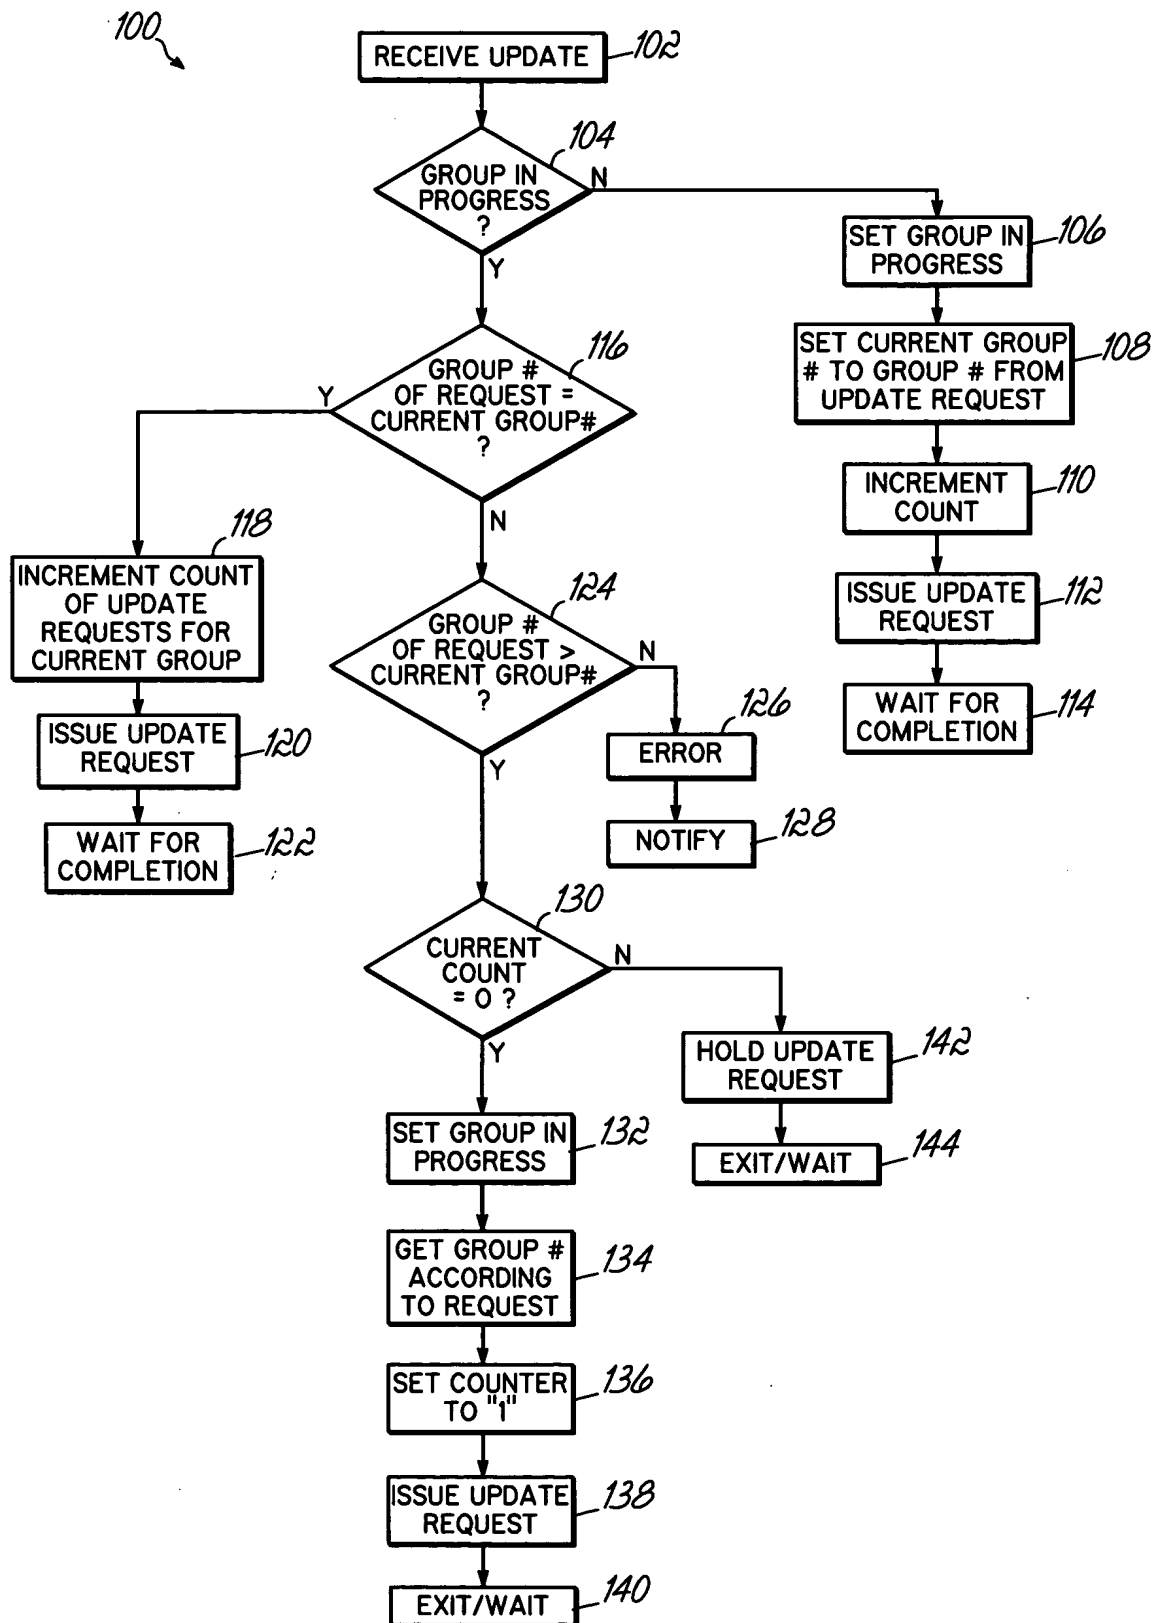 100
RECEIVE UPDATE
102
GROUP IN
PROGRESS
?
104
N
Y
SET GROUP IN
PROGRESS
106
SET CURRENT GROUP
# TO GROUP # FROM
UPDATE REQUEST
108
INCREMENT
COUNT
110
ISSUE UPDATE
REQUEST
112
WAIT FOR
COMPLETION
114
GROUP #
OF REQUEST =
CURRENT GROUP#
?
116
Y
N
INCREMENT COUNT
OF UPDATE
REQUESTS FOR
CURRENT GROUP
118
ISSUE UPDATE
REQUEST
120
WAIT FOR
COMPLETION
122
GROUP #
OF REQUEST >
CURRENT GROUP#
?
124
N
Y
ERROR
126
NOTIFY
128
CURRENT
COUNT
= 0 ?
130
N
Y
HOLD UPDATE
REQUEST
142
EXIT/WAIT
144
SET GROUP IN
PROGRESS
132
GET GROUP #
ACCORDING
TO REQUEST
134
SET COUNTER
TO "1"
136
ISSUE UPDATE
REQUEST
138
EXIT/WAIT
140